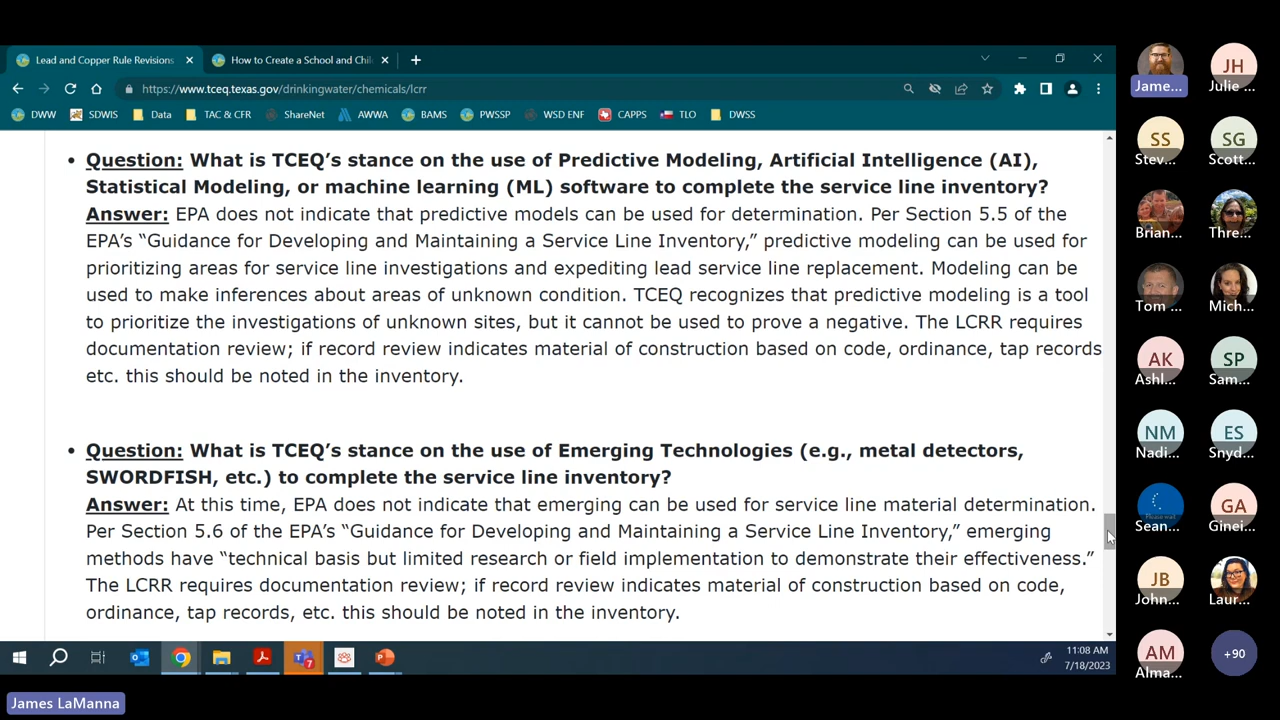 Lead and Copper Rule Revisions
How to Create a School and Chil
https://www.tceq.texas.gov/drinkingwater/chemicals/lcrr
DWW SDWIS Data TAC & CFR ShareNet AWWA BAMS PWSSP WSD ENF CAPPS TLO DWSS
• Question: What is TCEQ’s stance on the use of Predictive Modeling, Artificial Intelligence (AI),
Statistical Modeling, or machine learning (ML) software to complete the service line inventory?
Answer: EPA does not indicate that predictive models can be used for determination. Per Section 5.5 of the
EPA’s “Guidance for Developing and Maintaining a Service Line Inventory,” predictive modeling can be used for
prioritizing areas for service line investigations and expediting lead service line replacement. Modeling can be
used to make inferences about areas of unknown condition. TCEQ recognizes that predictive modeling is a tool
to prioritize the investigations of unknown sites, but it cannot be used to prove a negative. The LCRR requires
documentation review; if record review indicates material of construction based on code, ordinance, tap records
etc. this should be noted in the inventory.
• Question: What is TCEQ’s stance on the use of Emerging Technologies (e.g., metal detectors,
SWORDFISH, etc.) to complete the service line inventory?
Answer: At this time, EPA does not indicate that emerging can be used for service line material determination.
Per Section 5.6 of the EPA’s “Guidance for Developing and Maintaining a Service Line Inventory,” emerging
methods have “technical basis but limited research or field implementation to demonstrate their effectiveness.”
The LCRR requires documentation review; if record review indicates material of construction based on code,
ordinance, tap records, etc. this should be noted in the inventory.
11:08 AM
7/18/2023
James LaManna
JH
Jame... Julie ...
SS SG
Stev... Scott...
Brian... Thre...
Tom ... Mich...
AK SP
Ashl... Sam...
NM ES
Nadi... Snyd...
GA
Sean... Ginei...
JB
John... Laur...
AM +90
Alma...